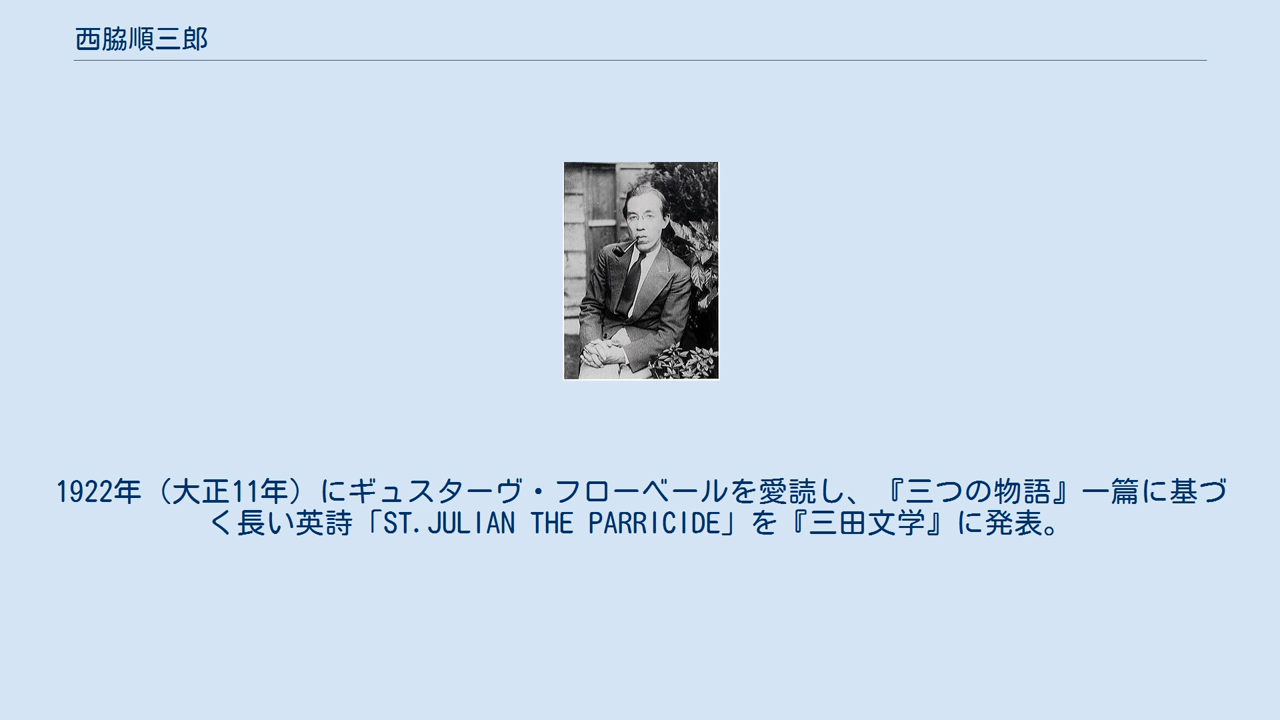 西脇順三郎
1922年（大正11年）にギュスターヴ・フローベールを愛読し、『三つの物語』一篇に基づ
く長い英詩「ST.JULIAN THE PARRICIDE」を『三田文学』に発表。